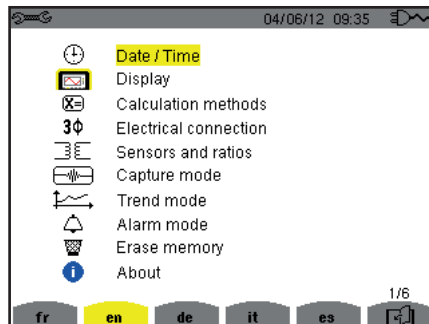 04/06/12 09:35
Date / Time
Display
X= Calculation methods
3φ Electrical connection
Sensors and ratios
Capture mode
Trend mode
Alarm mode
Erase memory
i About
1/6
fr en de it es